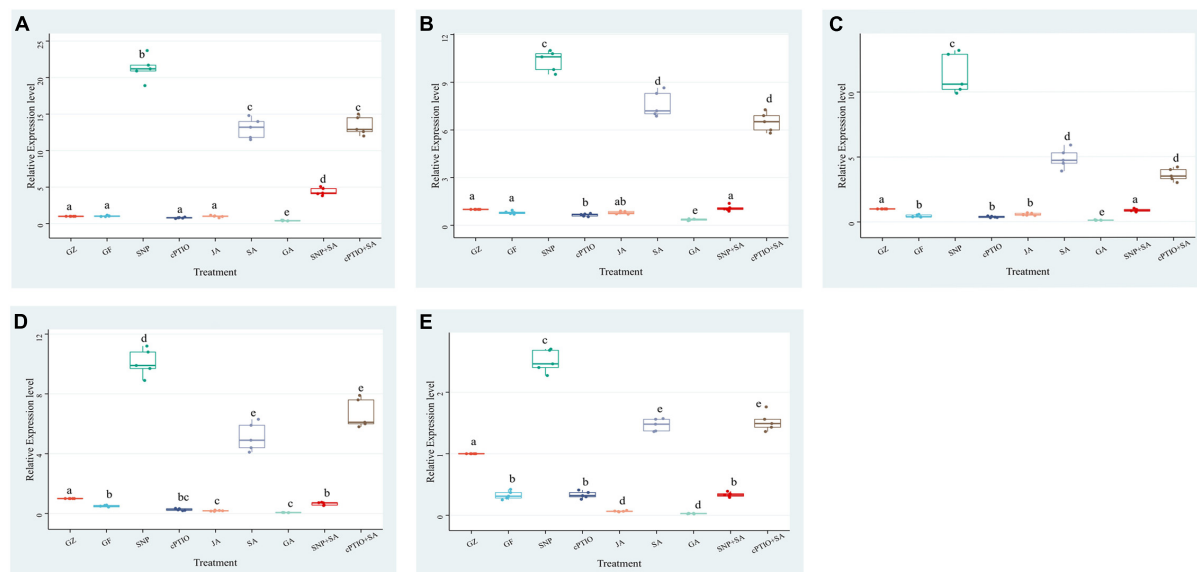 A
Relative Expression level
25
20
15
10
5
0
a a b a a c e d c
GZ GF SNP cPTIO JA SA GA SNP+SA cPTIO+SA
Treatment
B
Relative Expression level
12
9
6
3
0
a a c b ab d e a d
GZ GF SNP cPTIO JA SA GA SNP+SA cPTIO+SA
Treatment
C
Relative Expression level
10
5
0
a b c b b d e a d
GZ GF SNP cPTIO JA SA GA SNP+SA cPTIO+SA
Treatment
D
Relative Expression level
12
8
4
0
a b d bc c e c b e
GZ GF SNP cPTIO JA SA GA SNP+SA cPTIO+SA
Treatment
E
Relative Expression level
2
1
0
a b c b d e d b e
GZ GF SNP cPTIO JA SA GA SNP+SA cPTIO+SA
Treatment